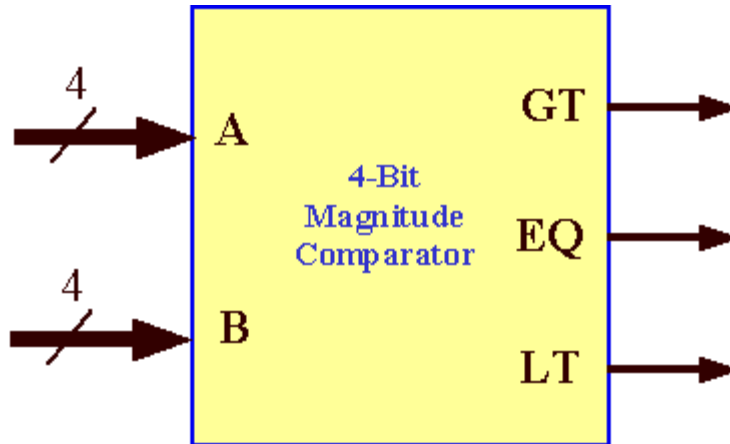 4
A
4
B
4-Bit
Magnitude
Comparator
GT
EQ
LT